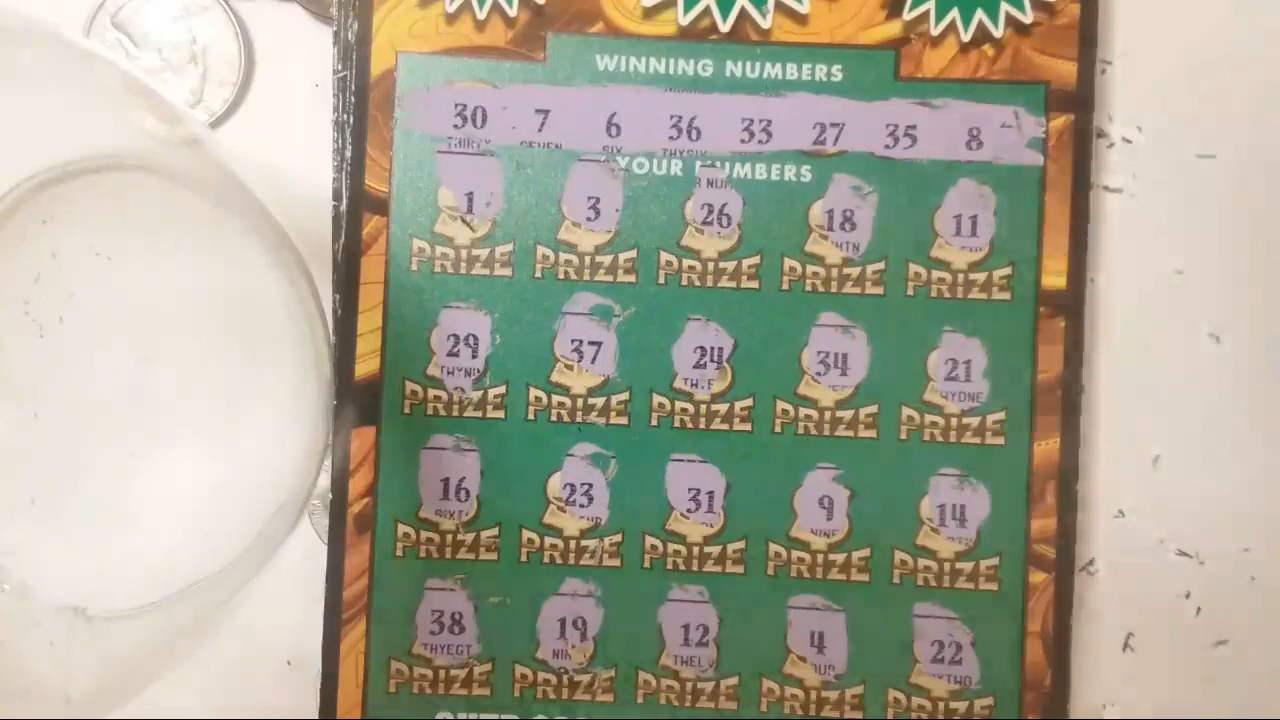 WINNING NUMBERS
30 7 6 36 33 27 35 8
THIRTY SEVEN SIX
YOUR NUMBERS
1 3 26 18 11
PRIZE PRIZE PRIZE PRIZE PRIZE
29 37 24 34 21
PRIZE PRIZE PRIZE PRIZE PRIZE
16 23 31 9 14
NINE
PRIZE PRIZE PRIZE PRIZE PRIZE
38 19 12 4 22
THYEGT
PRIZE PRIZE PRIZE PRIZE PRIZE